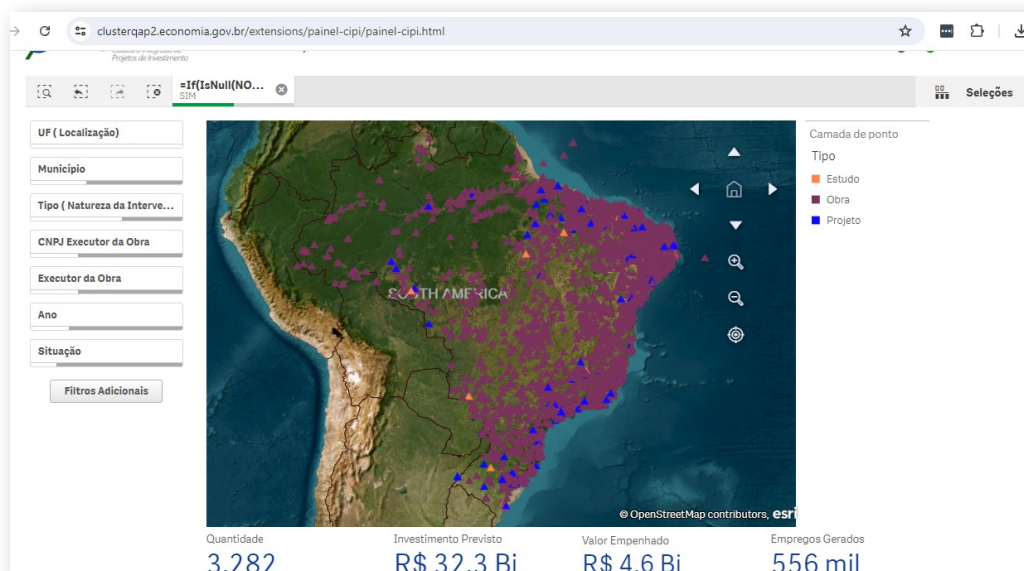 clusterqap2.economia.gov.br/extensions/painel-cipi/painel-cipi.html
Projetos de Investimento
=If(IsNull(NO...
SIM
Seleções
UF ( Localização)
Município
Tipo ( Natureza da Interve...
CNPJ Executor da Obra
Executor da Obra
Ano
Situação
Filtros Adicionais
SOUTH AMERICA
© OpenStreetMap contributors, esri
Camada de ponto
Tipo
Estudo
Obra
Projeto
Quantidade
3.282
Investimento Previsto
R$ 32,3 Bi
Valor Empenhado
R$ 4,6 Bi
Empregos Gerados
556 mil